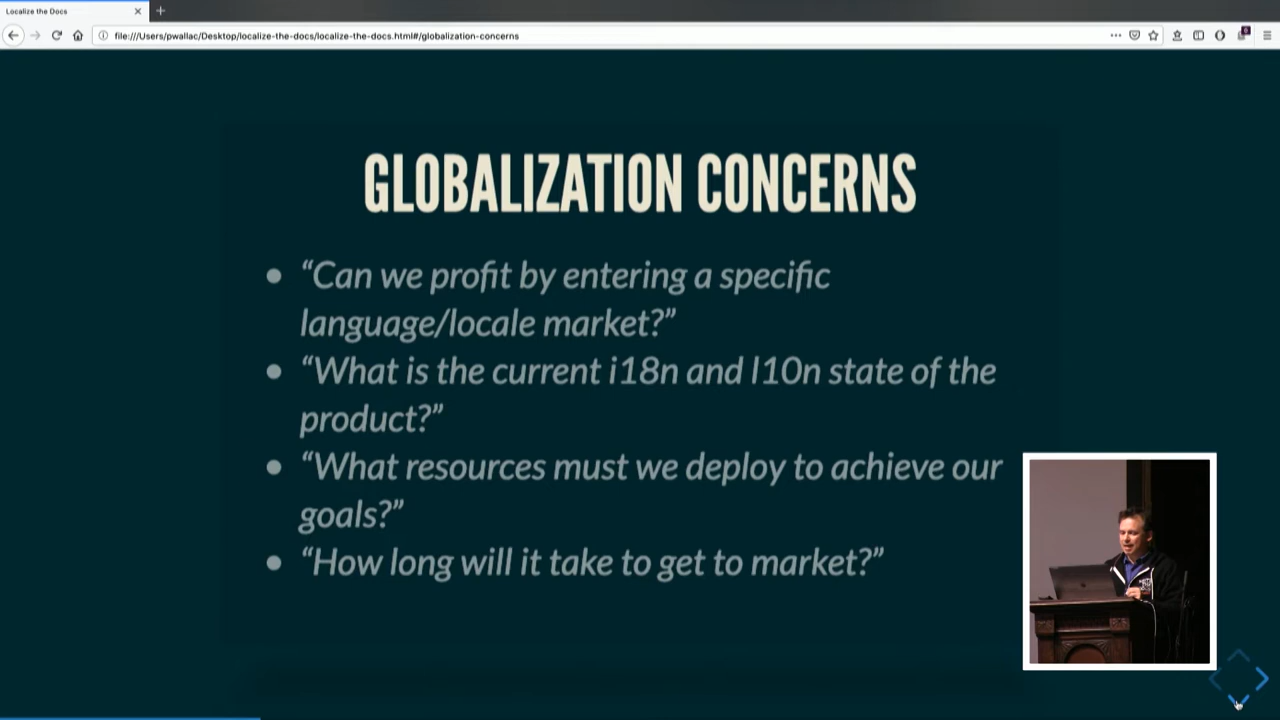 Localize the Docs
file:///Users/pwallac/Desktop/localize-the-docs/localize-the-docs.html#/globalization-concerns
GLOBALIZATION CONCERNS
“Can we profit by entering a specific
language/locale market?”
“What is the current i18n and l10n state of the
product?”
“What resources must we deploy to achieve our
goals?”
“How long will it take to get to market?”